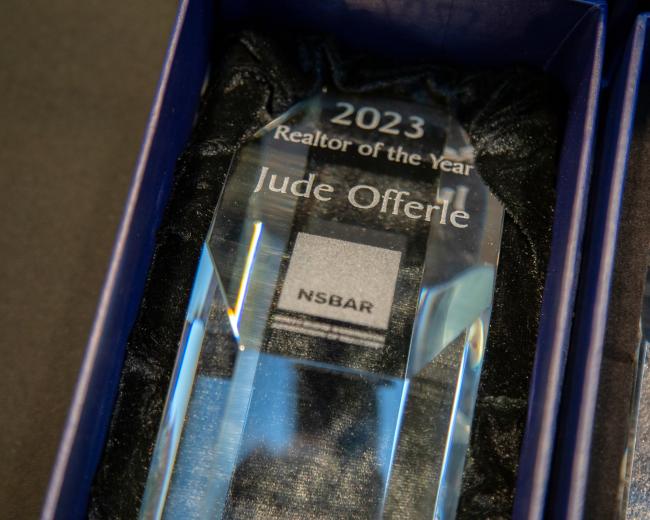 2023
Realtor of the Year
Jude Offerle
NSBAR